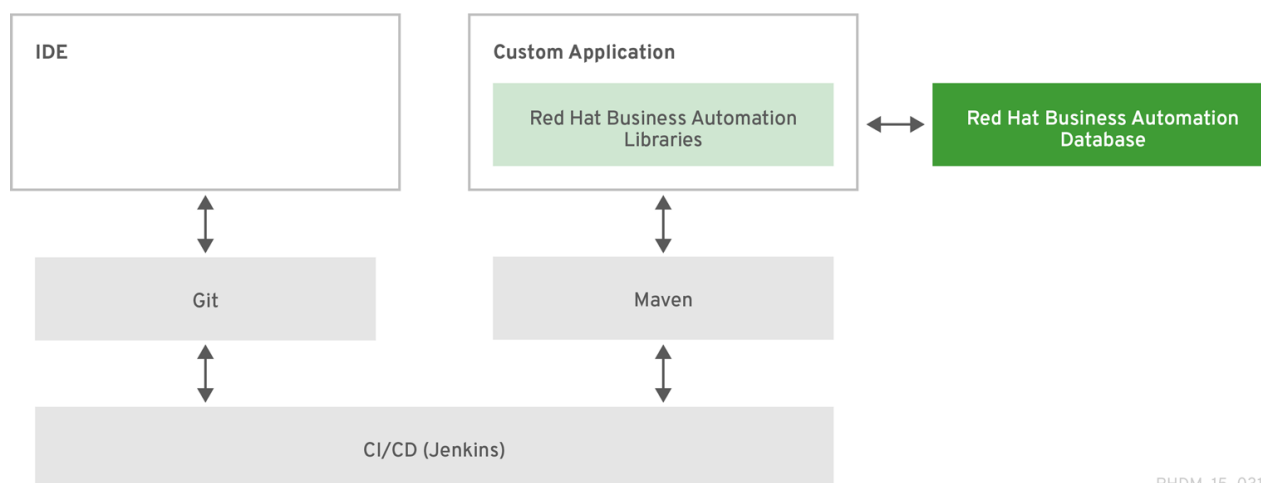 IDE
Custom Application
Red Hat Business Automation
Libraries
Red Hat Business Automation
Database
Git
Maven
CI/CD (Jenkins)